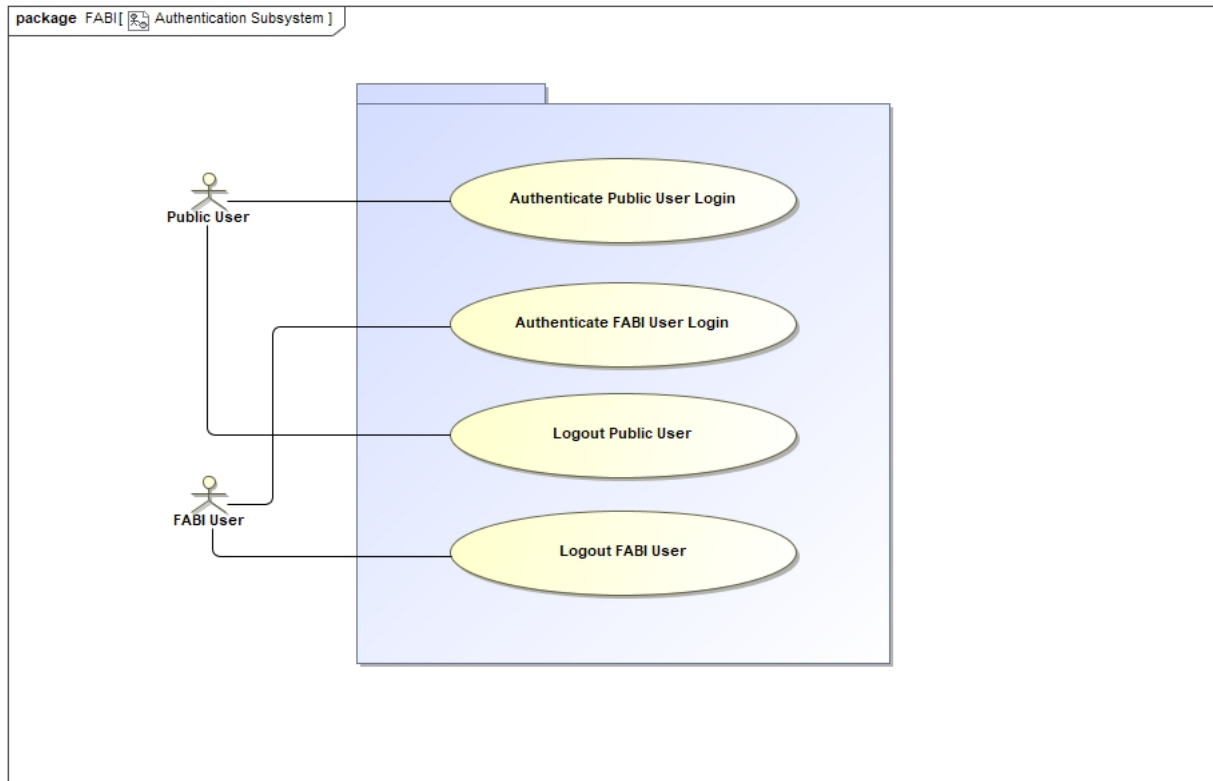 package FABI[ Authentication Subsystem ]
Authenticate Public User Login
Public User
Authenticate FABI User Login
Logout Public User
FABI User
Logout FABI User